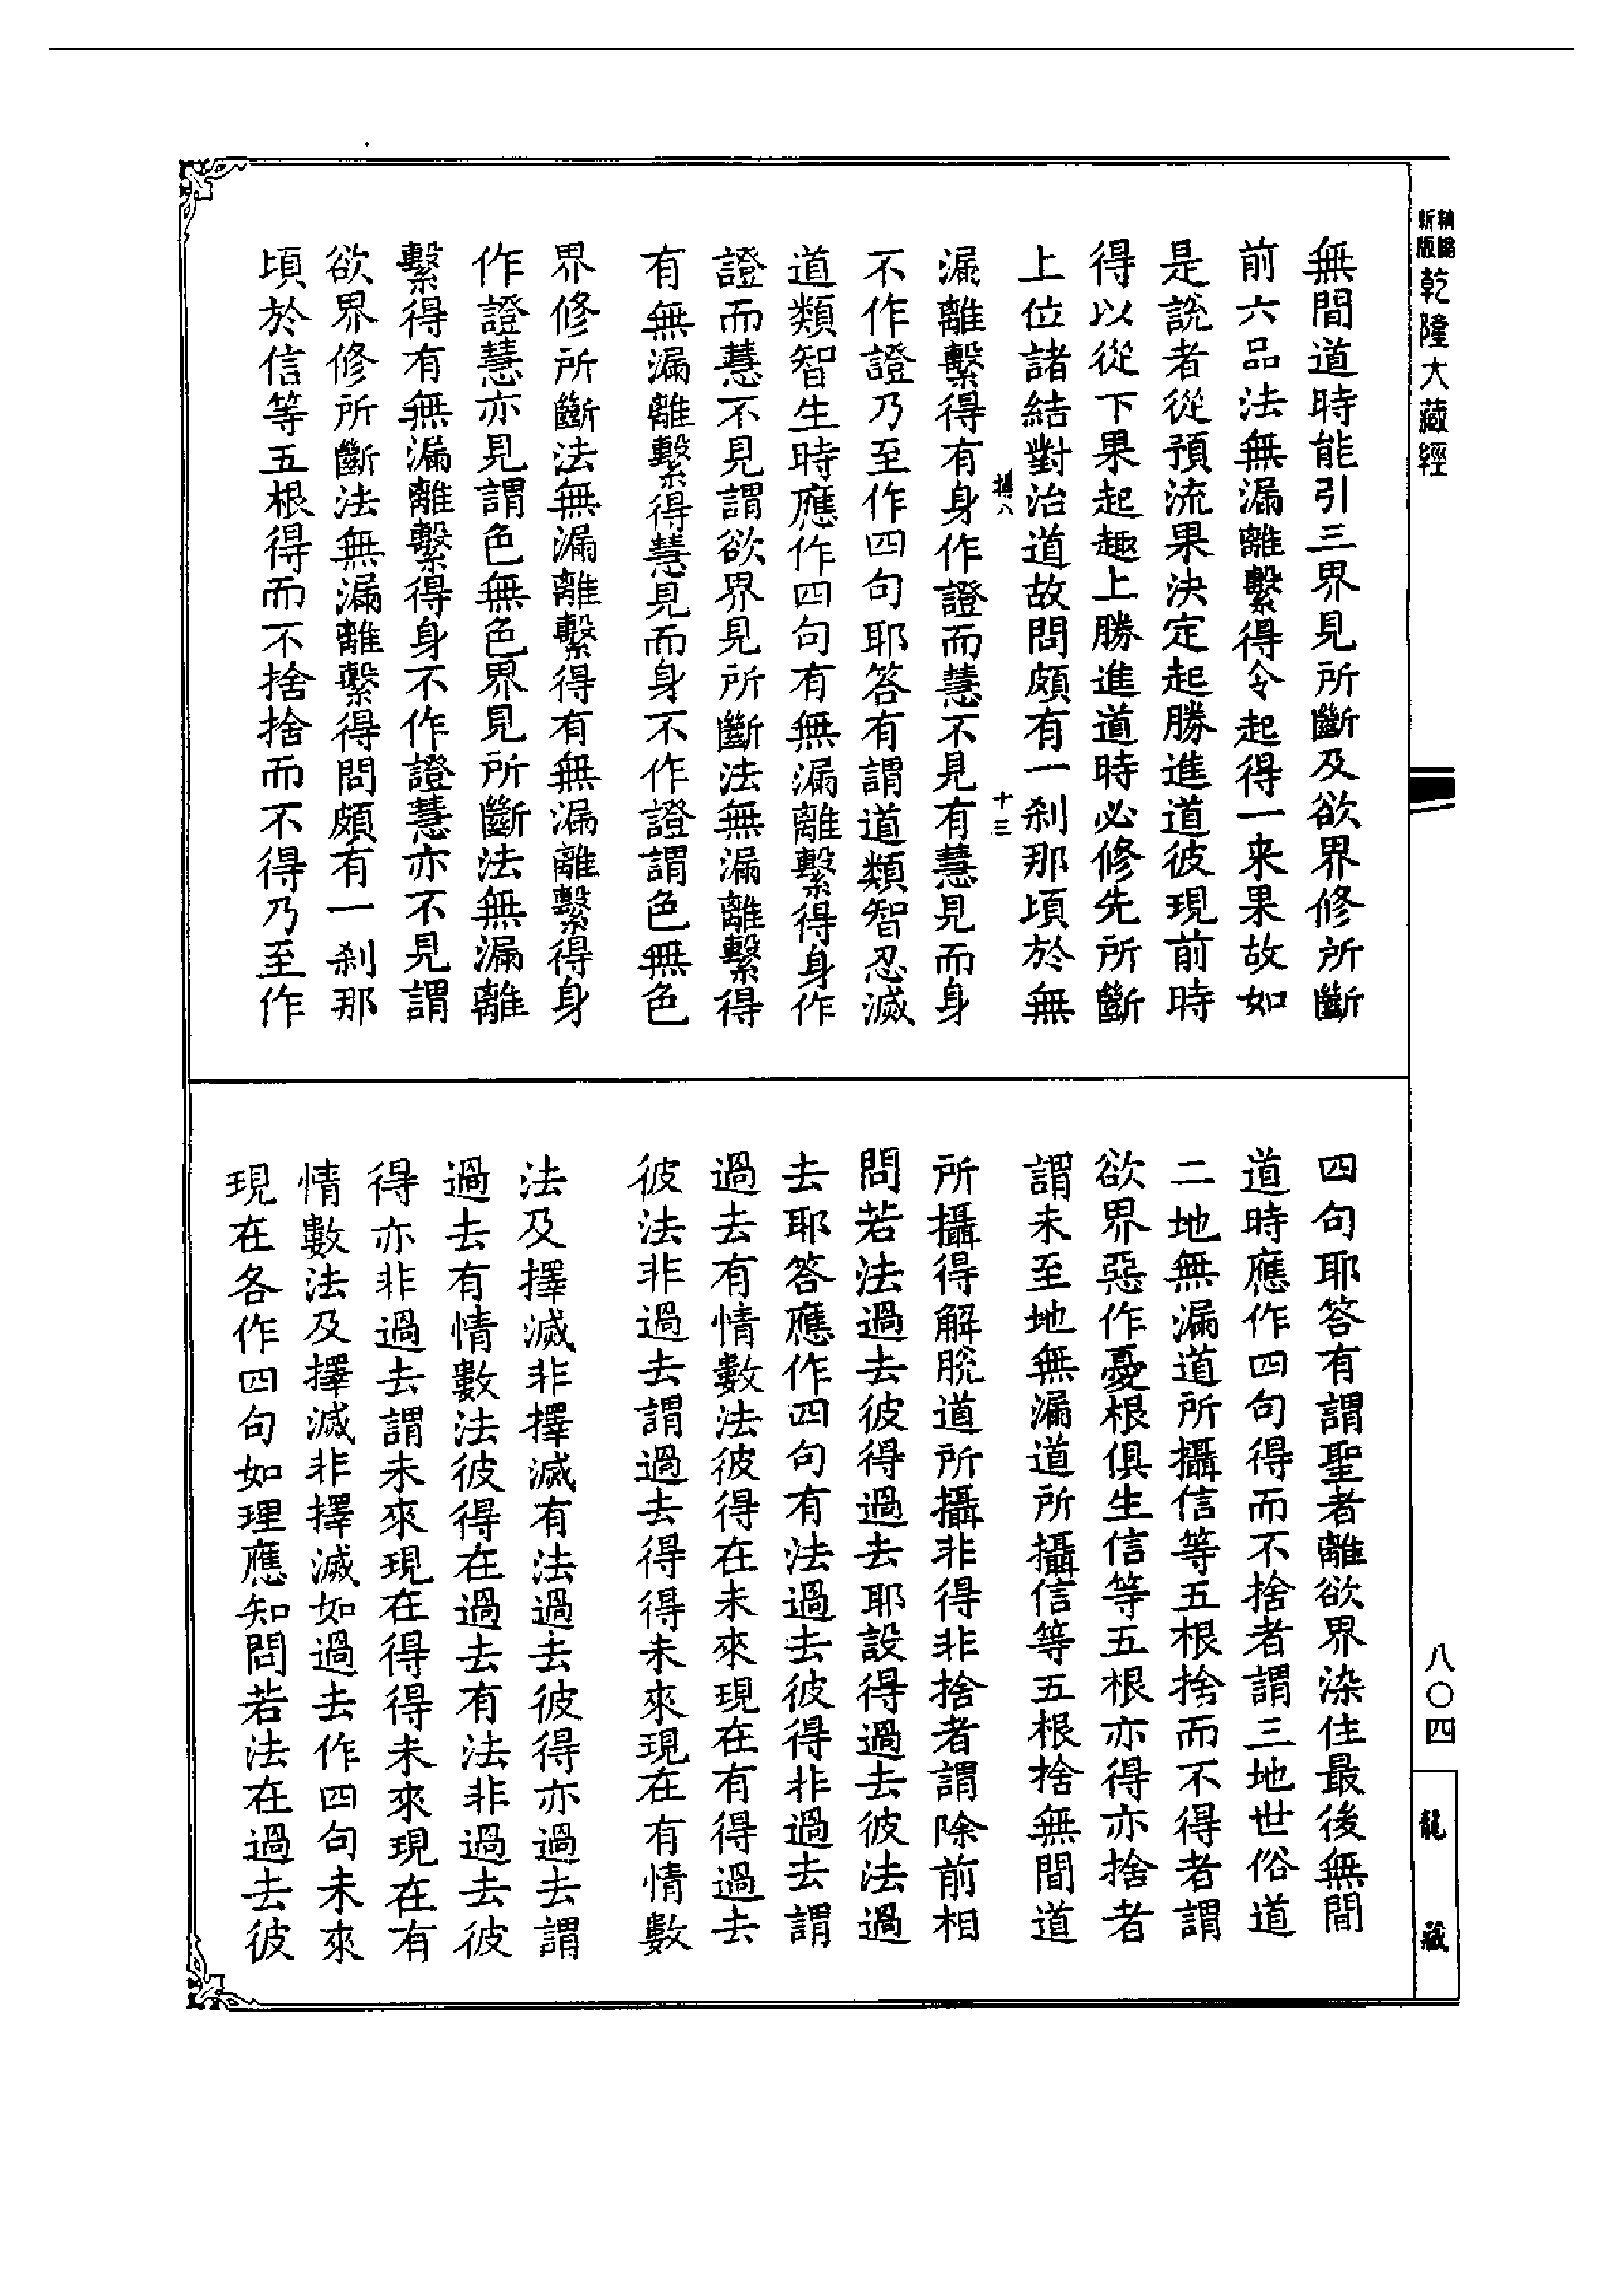 乾隆大藏經
無間道時能引三界見所斷及欲界修所斷
前六品法無漏離繫得令起得一來果故如
是說者從預流果決定起勝進道彼現前時
得以從下果起趣上勝進道時必修先所斷
上位諸結對治道故問頗有一剎那頃於無
十三
漏離繫得有身作證而慧不見有慧見而身
不作證乃至作四句耶答有謂道類智忍滅
道類智生時應作四句有無漏離繫得身作
證而慧不見謂欲界見所斷法無漏離繫得
有無漏離繫得慧見而身不作證謂色無色
界修所斷法無漏離繫得有無漏離繫得身
作證慧亦見謂色無色界見所斷法無漏離
繫得有無漏離繫得身不作證慧亦不見謂
欲界修所斷法無漏離繫得問頗有一剎那
頃於信等五根得而不捨捨而不得乃至作
四句耶答有謂聖者離欲界染住最後無間
道時應作四句得而不捨者謂三地世俗道
二地無漏道所攝信等五根捨而不得者謂
欲界惡作憂根俱生信等五根亦得亦捨者
謂未至地無漏道所攝信等五根捨無間道
所攝得解脫道所攝非得非捨者謂除前相
問若法過去彼得過去耶設得過去彼法過
去耶答應作四句有法過去彼得非過去謂
過去有情數法彼得在未來現在有得過去
彼法非過去謂過去得得未來現在有情數
法及擇滅非擇滅有法過去彼得亦過去謂
過去有情數法彼得在過去有法非過去彼
得亦非過去謂未來現在得得未來現在有
情數法及擇滅非擇滅如過去作四句未來
現在各作四句如理應知問若法在過去彼
八〇四
龍藏